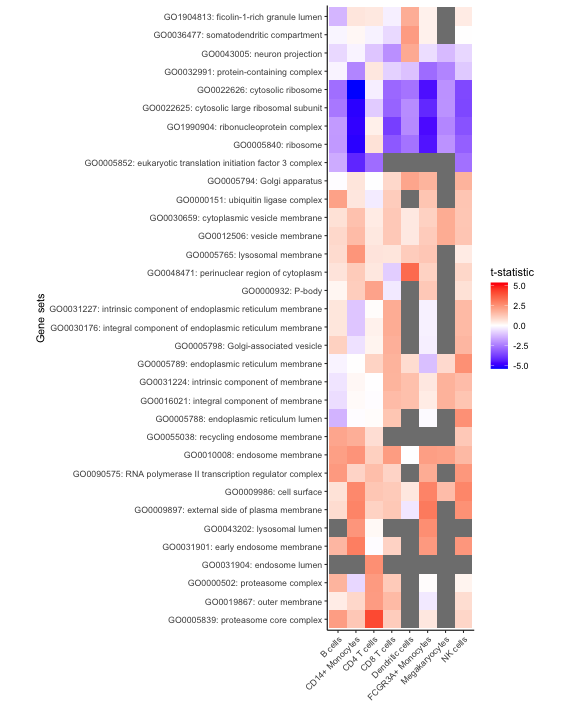 GO1904813: ficolin-1-rich granule lumen
GO0036477: somatodendritic compartment
GO0043005: neuron projection
GO0032991: protein-containing complex
GO0022626: cytosolic ribosome
GO0022625: cytosolic large ribosomal subunit
GO1990904: ribonucleoprotein complex
GO0005840: ribosome
GO0005852: eukaryotic translation initiation factor 3 complex
GO0005794: Golgi apparatus
GO0000151: ubiquitin ligase complex
GO0030659: cytoplasmic vesicle membrane
GO0012506: vesicle membrane
GO0005765: lysosomal membrane
GO0048471: perinuclear region of cytoplasm
GO0000932: P-body
GO0031227: intrinsic component of endoplasmic reticulum membrane
GO0030176: integral component of endoplasmic reticulum membrane
GO0005798: Golgi-associated vesicle
GO0005789: endoplasmic reticulum membrane
GO0031224: intrinsic component of membrane
GO0016021: integral component of membrane
GO0005788: endoplasmic reticulum lumen
GO0055038: recycling endosome membrane
GO0010008: endosome membrane
GO0090575: RNA polymerase II transcription regulator complex
GO0009986: cell surface
GO0009897: external side of plasma membrane
GO0043202: lysosomal lumen
GO0031901: early endosome membrane
GO0031904: endosome lumen
GO0000502: proteasome complex
GO0019867: outer membrane
GO0005839: proteasome core complex
Gene sets
B cells
CD14+ Monocytes
CD4 T cells
CD8 T cells
Dendritic cells
FCGR3A+ Monocytes
Megakaryocytes
NK cells
t-statistic
5.0
2.5
0.0
-2.5
-5.0